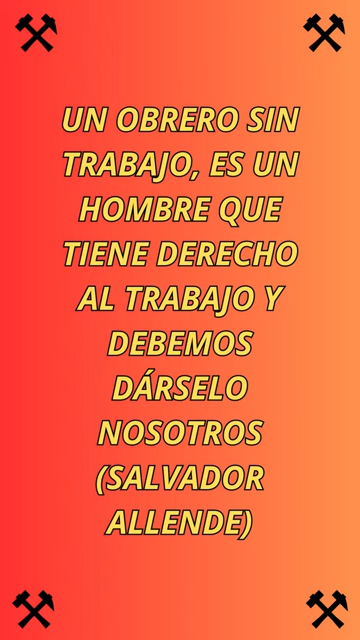 UN OBRERO SIN
TRABAJO, ES UN
HOMBRE QUE
TIENE DERECHO
AL TRABAJO Y
DEBEMOS
DÁRSELO
NOSOTROS
(SALVADOR
ALLENDE)